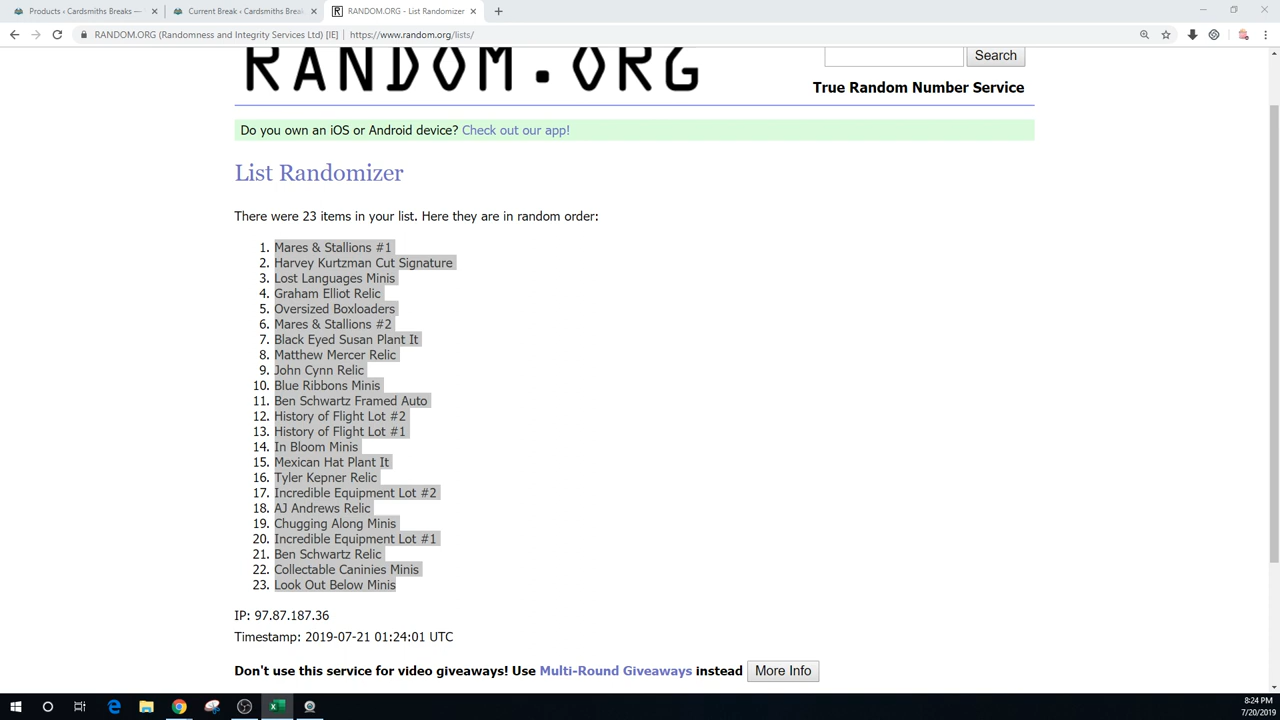 Products ‹ Cardsmiths Breaks —
Current Break ‹ Cardsmiths Break
RANDOM.ORG - List Randomizer
RANDOM.ORG (Randomness and Integrity Services Ltd) [IE] | https://www.random.org/lists/
RANDOM.ORG
Search
True Random Number Service
Do you own an iOS or Android device? Check out our app!
List Randomizer
There were 23 items in your list. Here they are in random order:
1. Mares & Stallions #1
2. Harvey Kurtzman Cut Signature
3. Lost Languages Minis
4. Graham Elliot Relic
5. Oversized Boxloaders
6. Mares & Stallions #2
7. Black Eyed Susan Plant It
8. Matthew Mercer Relic
9. John Cynn Relic
10. Blue Ribbons Minis
11. Ben Schwartz Framed Auto
12. History of Flight Lot #2
13. History of Flight Lot #1
14. In Bloom Minis
15. Mexican Hat Plant It
16. Tyler Kepner Relic
17. Incredible Equipment Lot #2
18. AJ Andrews Relic
19. Chugging Along Minis
20. Incredible Equipment Lot #1
21. Ben Schwartz Relic
22. Collectable Caninies Minis
23. Look Out Below Minis
IP: 97.87.187.36
Timestamp: 2019-07-21 01:24:01 UTC
Don't use this service for video giveaways! Use Multi-Round Giveaways instead
More Info
8:24 PM
7/20/2019